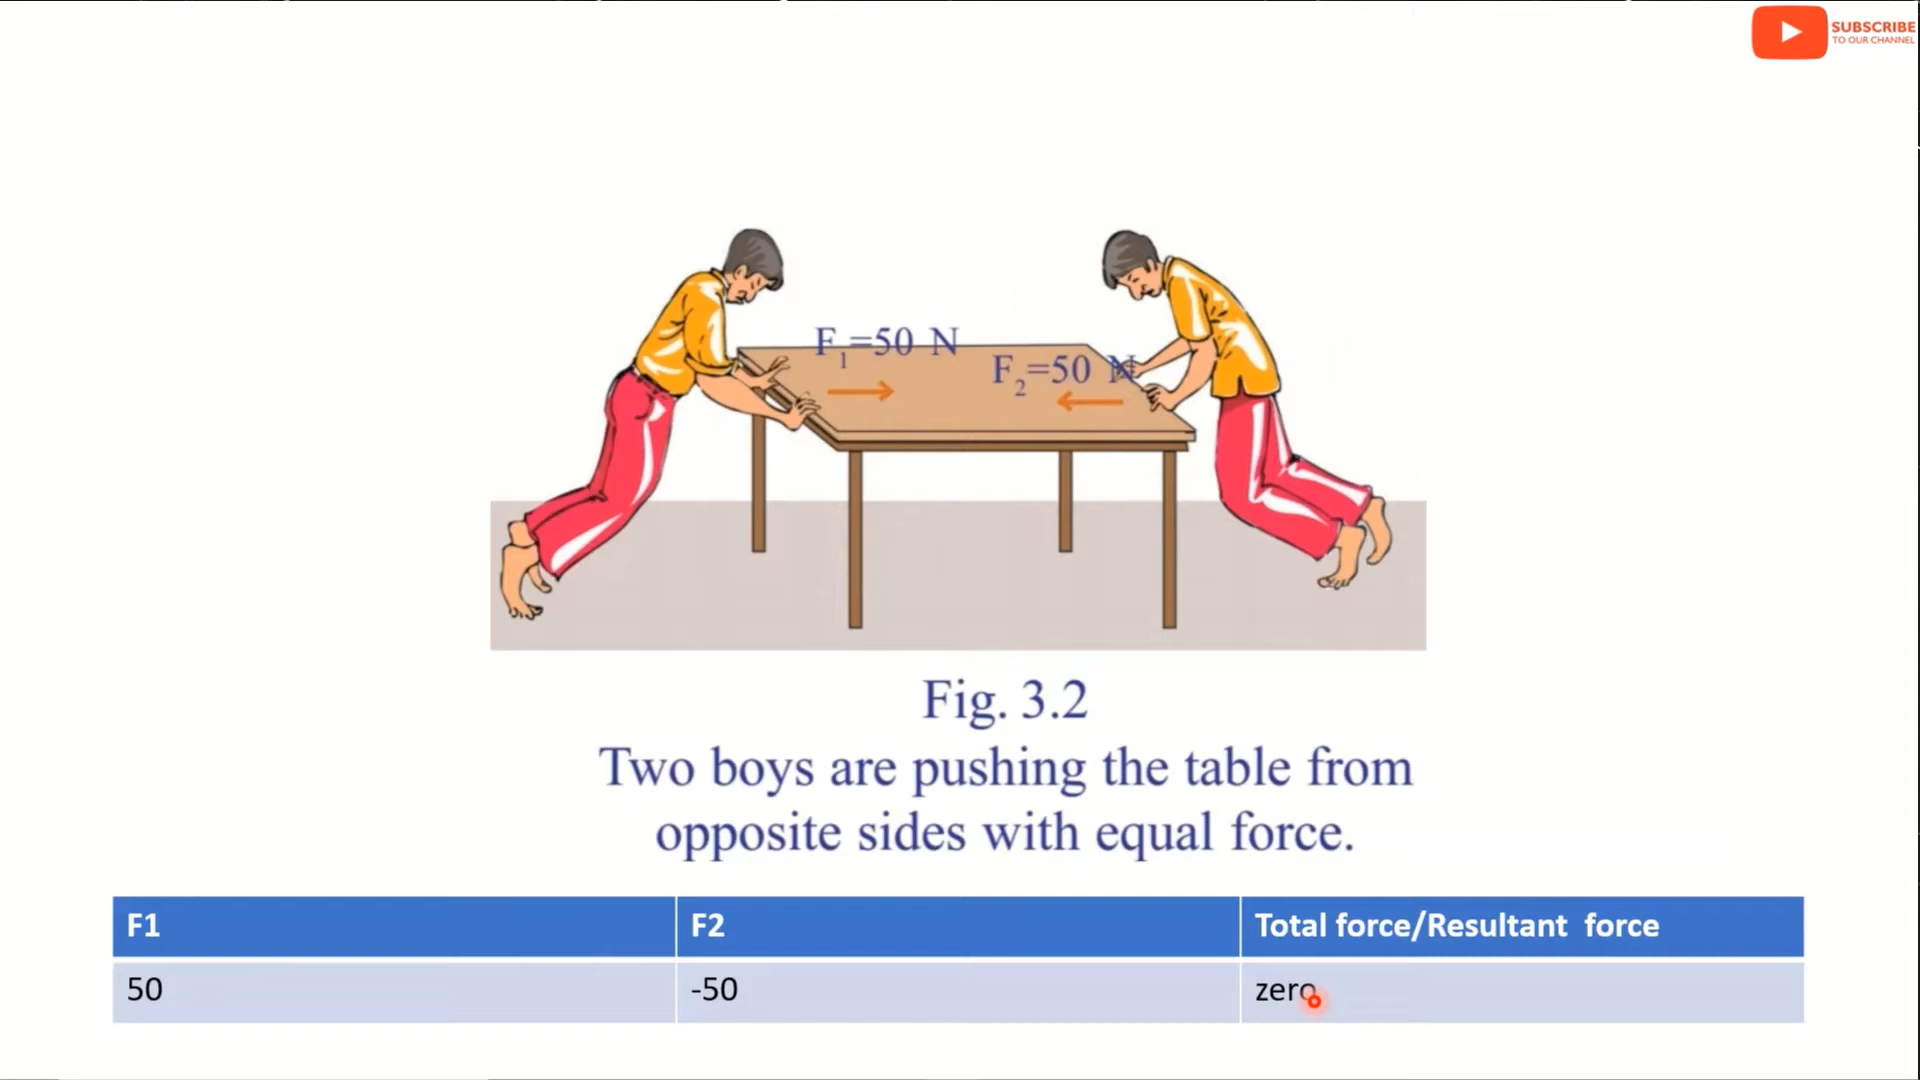 SUBSCRIBE
TO OUR CHANNEL
F₁=50 N
F₂=50 N
Fig. 3.2
Two boys are pushing the table from
opposite sides with equal force.
F1 F2 Total force/Resultant force
50 -50 zero